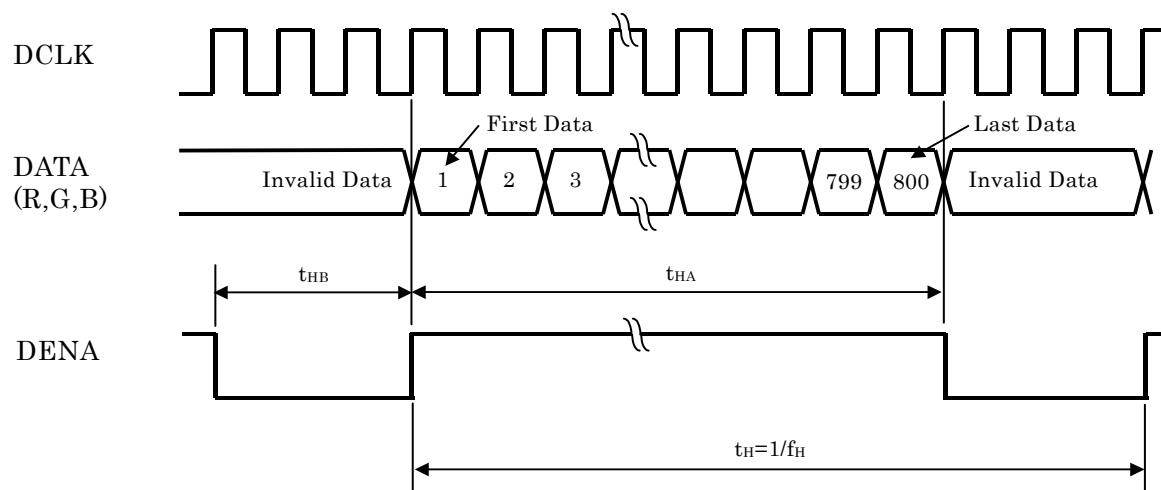 DCLK
First Data
Last Data
DATA
(R,G,B)
Invalid Data
1
2
3
799
800
Invalid Data
tHB
tHA
DENA
tH=1/fH